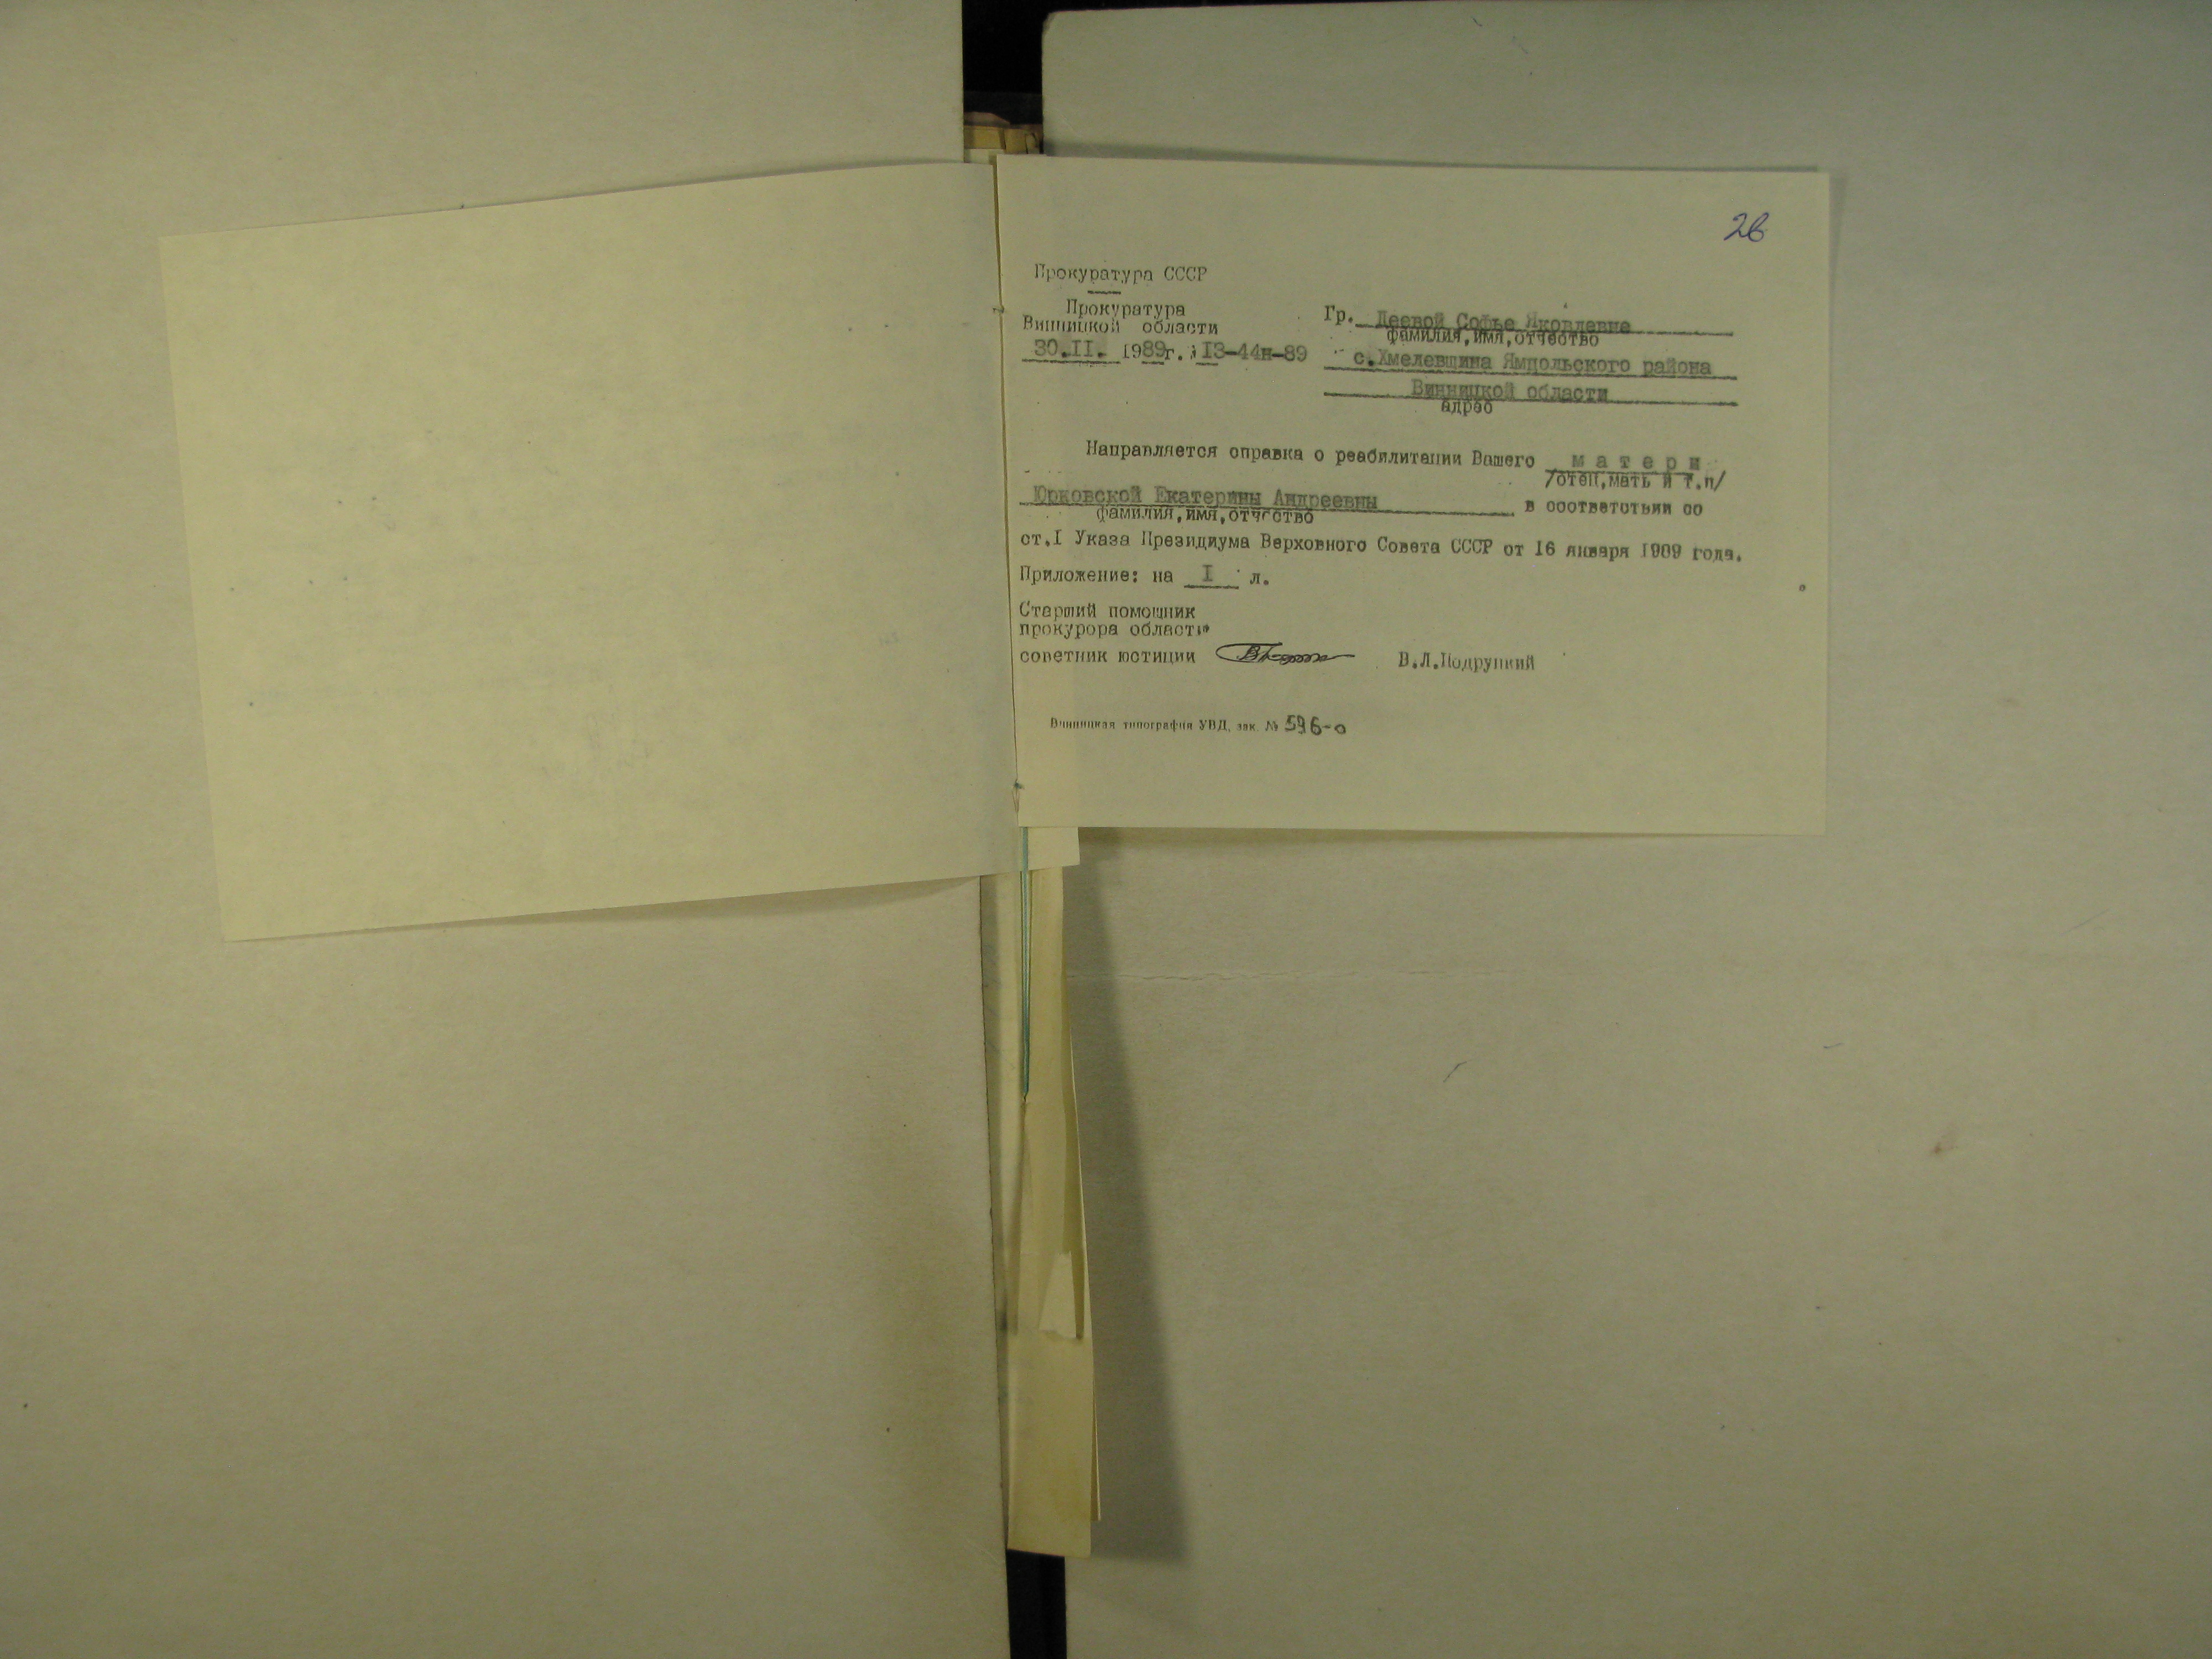 26
Прокуратура СССР
Прокуратура
Винницкой области
30.II. 1989г. 13-44н-89
Гр. Деевой Софье Яковлевне
фамилия, имя, отчество
с.Хмелевщина Ямпольского района
Винницкой области
адрес
Направляется справка о реабилитации Вашего матери
/отец, мать и т.п/
Юрковской Екатерины Андреевны в соответствии со
фамилия, имя, отчество
ст.I Указа Президиума Верховного Совета СССР от 16 января 1989 года.
Приложение: на I л.
Старший помощник
прокурора области
советник юстиции В.Л.Подруцкий
Винницкая типография УВД, зак. № 596-о